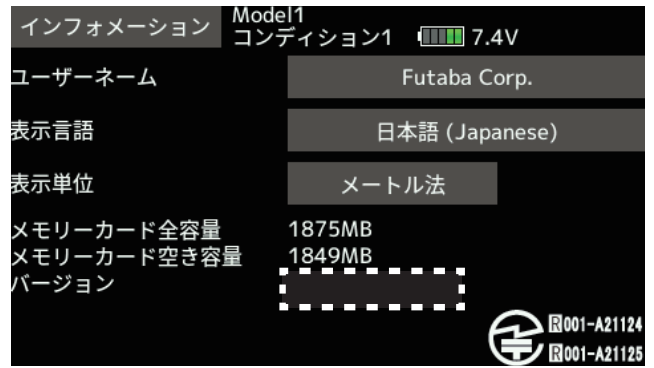 インフォメーション
Model1
コンディション1 7.4V
ユーザーネーム Futaba Corp.
表示言語 日本語 (Japanese)
表示単位 メートル法
メモリーカード全容量 1875MB
メモリーカード空き容量 1849MB
バージョン
R001-A21124
R001-A21125